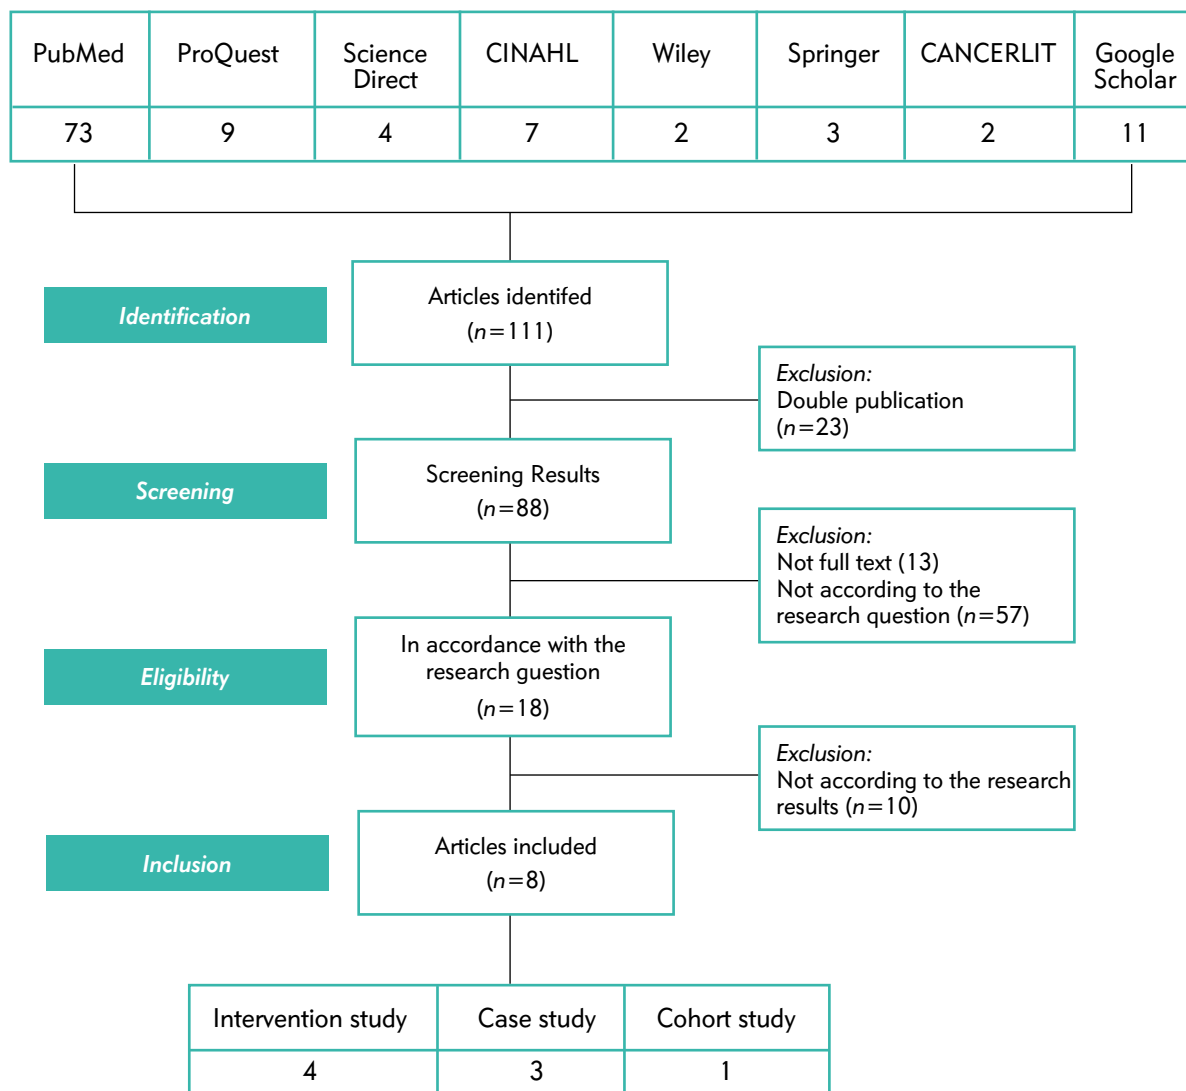 PubMed
ProQuest
Science
Direct
CINAHL
Wiley
Springer
CANCERLIT
Google
Scholar
73
9
4
7
2
3
2
11
Identification
Articles identifed
(n=111)
Exclusion:
Double publication
(n=23)
Screening
Screening Results
(n=88)
Exclusion:
Not full text (13)
Not according to the
research question (n=57)
Eligibility
In accordance with the
research guestion
(n=18)
Exclusion:
Not according to the research
results (n=10)
Inclusion
Articles included
(n=8)
Intervention study
Case study
Cohort study
4
3
1